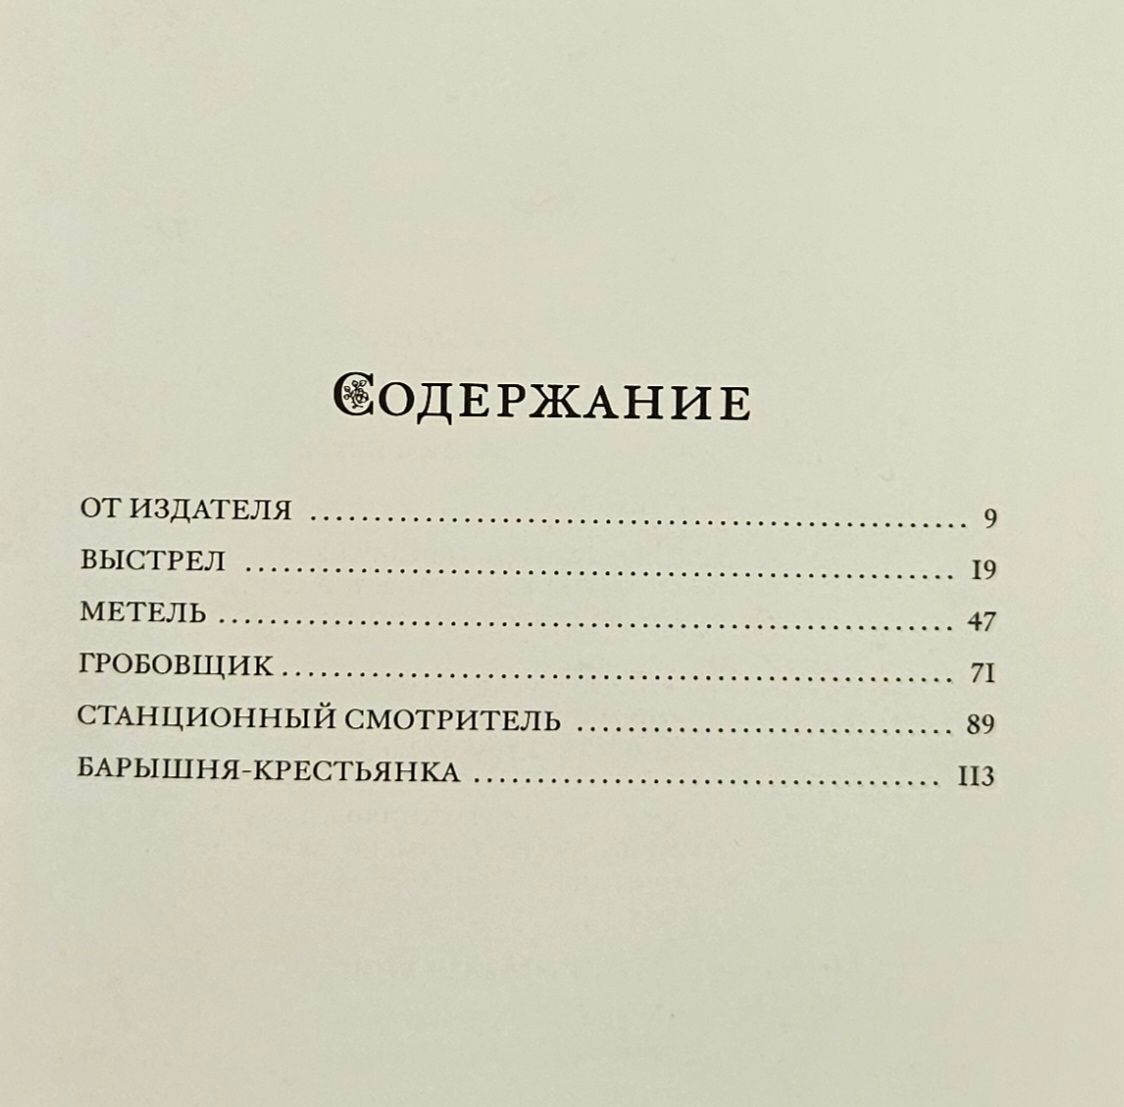 Содержание
ОТ ИЗДАТЕЛЯ ........................................................ 9
ВЫСТРЕЛ ............................................................ 19
МЕТЕЛЬ ............................................................. 47
ГРОБОВЩИК ......................................................... 71
СТАНЦИОННЫЙ СМОТРИТЕЛЬ ................................ 89
БАРЫШНЯ-КРЕСТЬЯНКА ........................................ 113